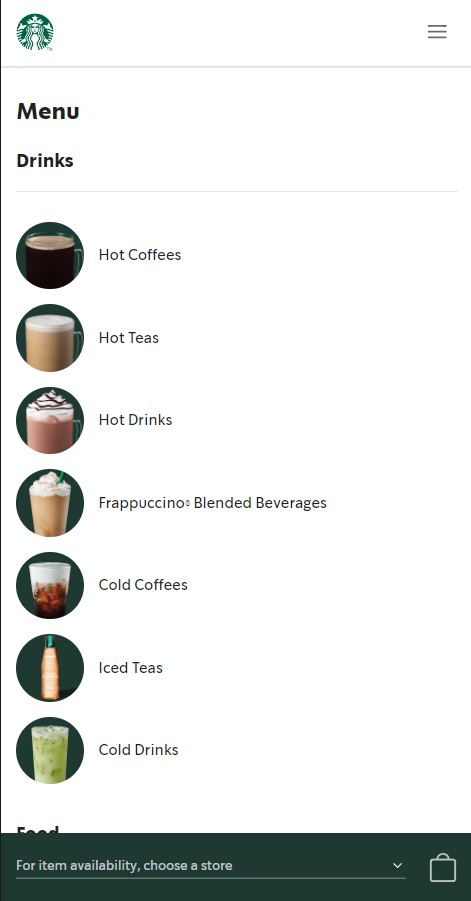 Menu
Drinks
Hot Coffees
Hot Teas
Hot Drinks
Frappuccino® Blended Beverages
Cold Coffees
Iced Teas
Cold Drinks
Food
For item availability, choose a store